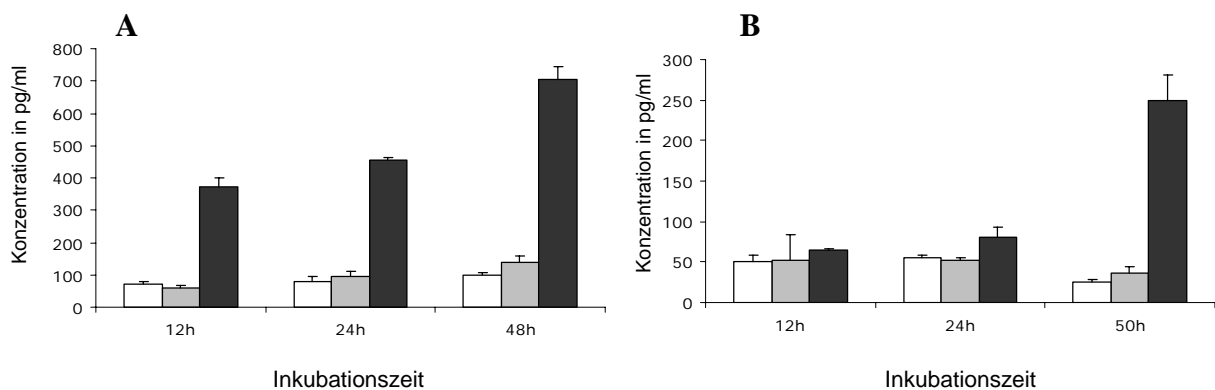 A
Konzentration in pg/ml
800
700
600
500
400
300
200
100
0
12h
24h
48h
Inkubationszeit
B
Konzentration in pg/ml
300
250
200
150
100
50
0
12h
24h
50h
Inkubationszeit